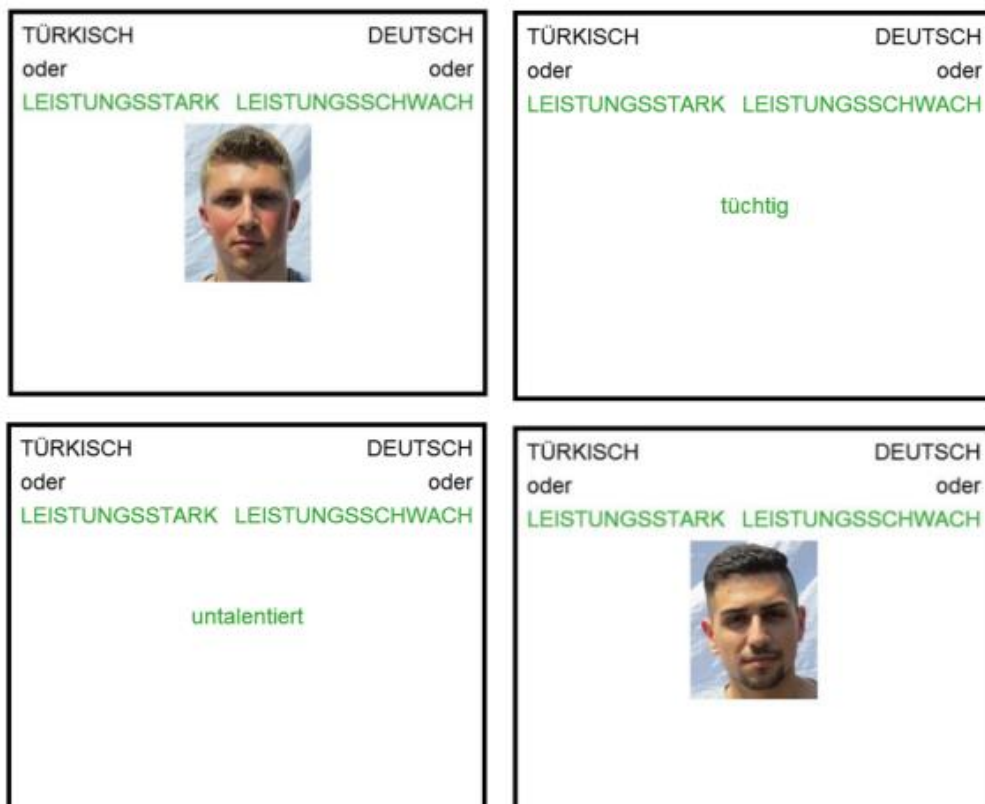 TÜRKISCH DEUTSCH
oder oder
LEISTUNGSSTARK LEISTUNGSSCHWACH
TÜRKISCH DEUTSCH
oder oder
LEISTUNGSSTARK LEISTUNGSSCHWACH
tüchtig
TÜRKISCH DEUTSCH
oder oder
LEISTUNGSSTARK LEISTUNGSSCHWACH
untalentiert
TÜRKISCH DEUTSCH
oder oder
LEISTUNGSSTARK LEISTUNGSSCHWACH